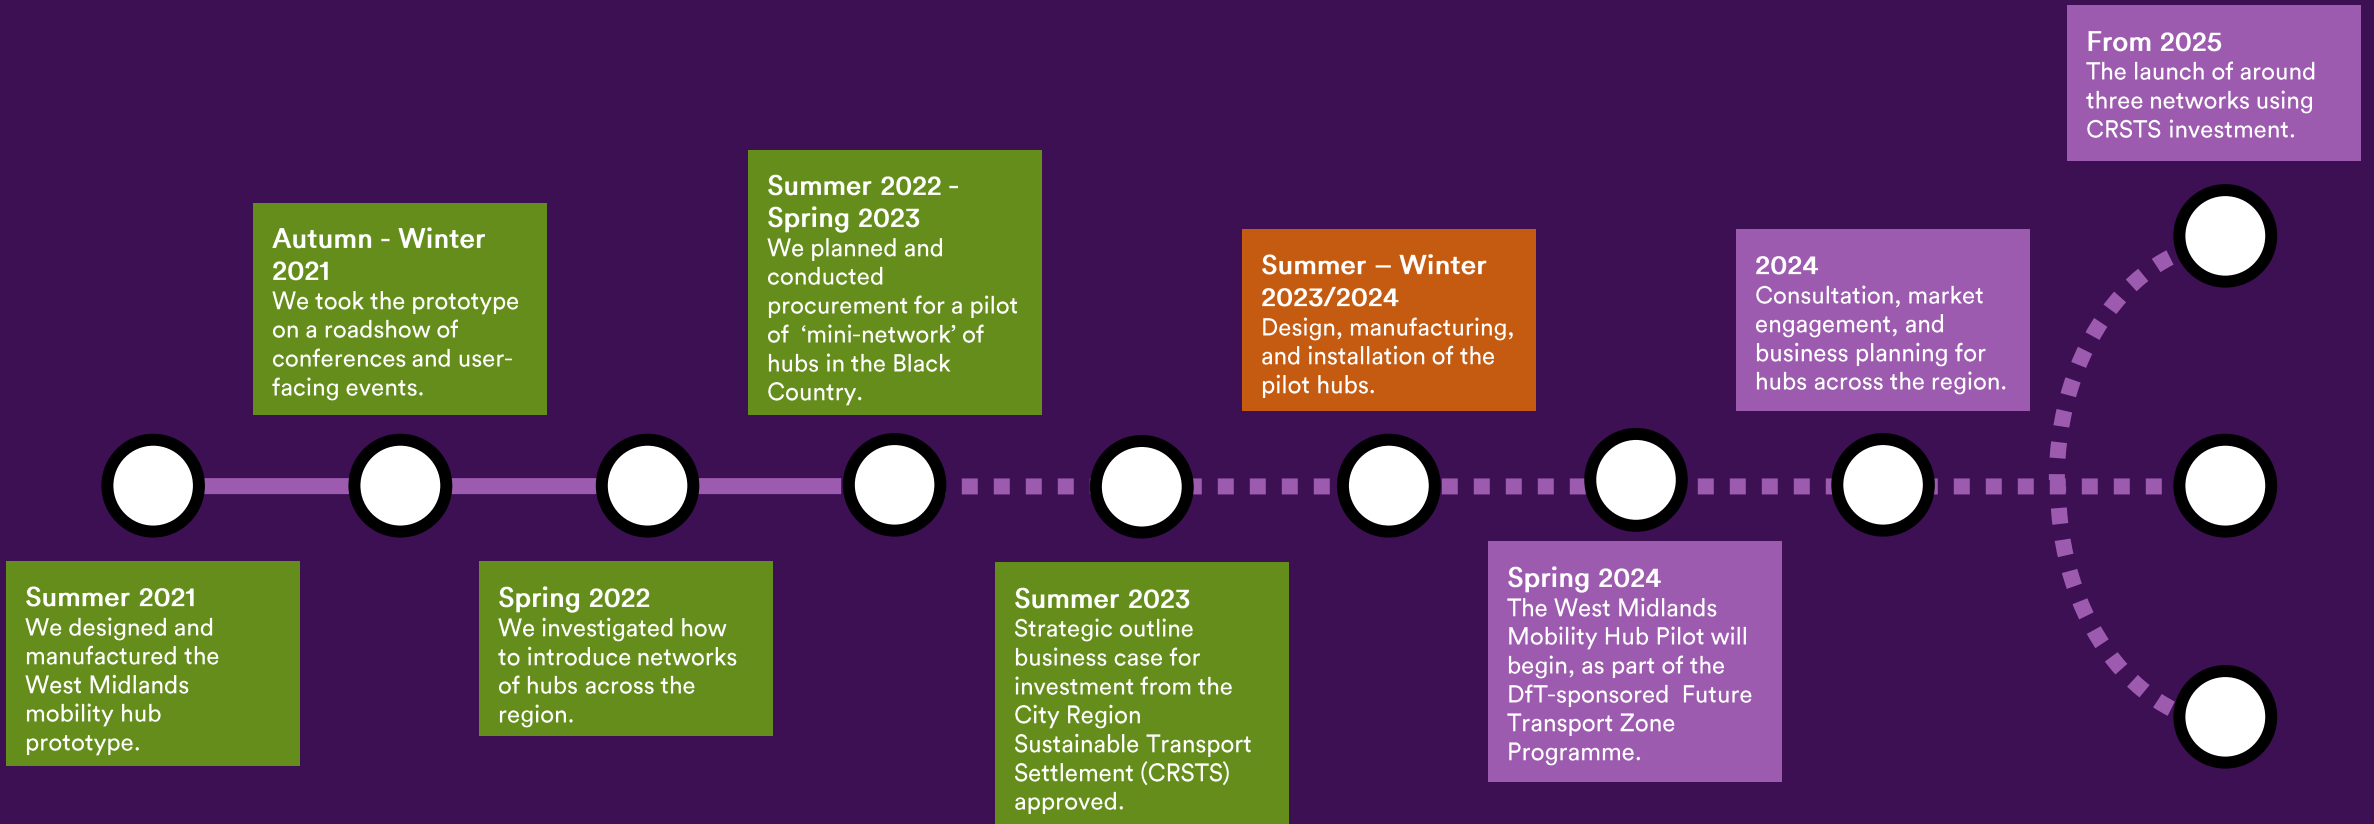 Summer 2021
We designed and
manufactured the
West Midlands
mobility hub
prototype.
Autumn - Winter
2021
We took the prototype
on a roadshow of
conferences and user-
facing events.
Spring 2022
We investigated how
to introduce networks
of hubs across the
region.
Summer 2022 -
Spring 2023
We planned and
conducted
procurement for a pilot
of ‘mini-network’ of
hubs in the Black
Country.
Summer 2023
Strategic outline
business case for
investment from the
City Region
Sustainable Transport
Settlement (CRSTS)
approved.
Summer – Winter
2023/2024
Design, manufacturing,
and installation of the
pilot hubs.
Spring 2024
The West Midlands
Mobility Hub Pilot will
begin, as part of the
DfT-sponsored Future
Transport Zone
Programme.
2024
Consultation, market
engagement, and
business planning for
hubs across the region.
From 2025
The launch of around
three networks using
CRSTS investment.